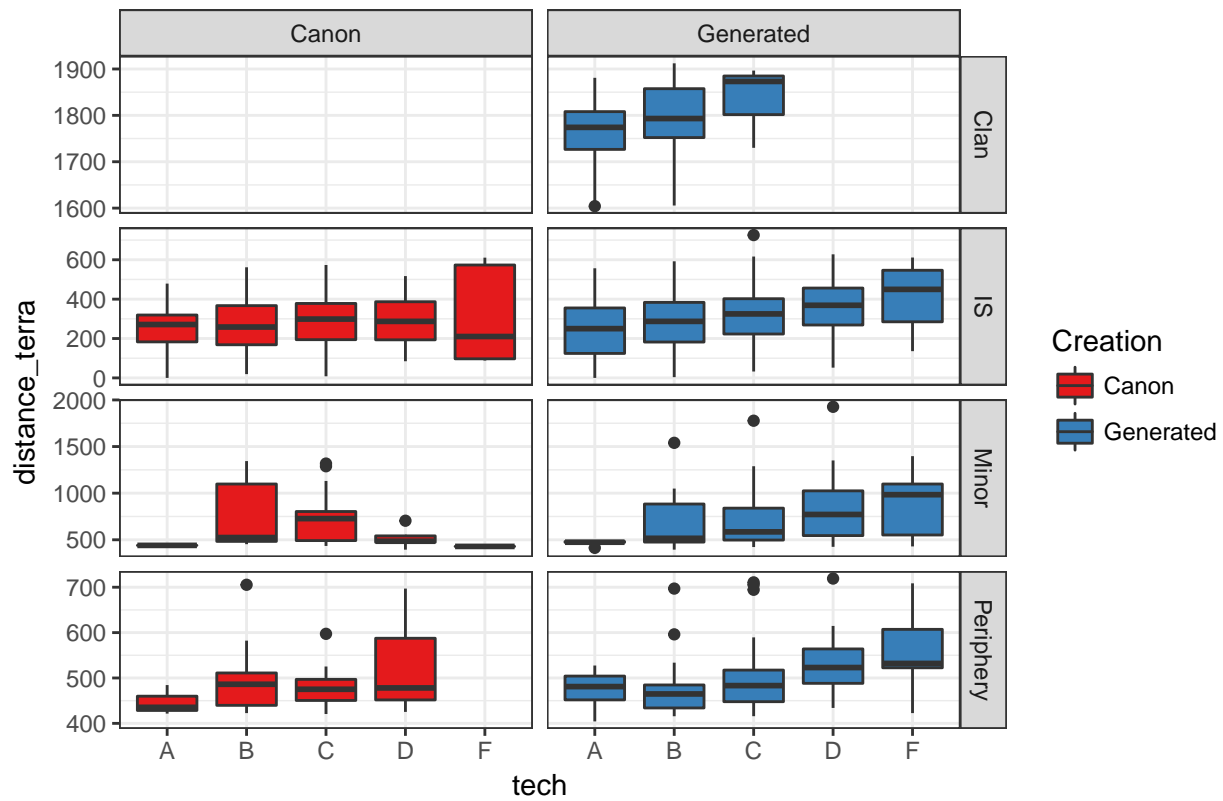 Canon Generated
1900
1800
1700
1600
Clan
600
400
200
0
IS
2000
1500
1000
500
Minor
700
600
500
400
Periphery
A B C D F A B C D F
tech
distance_terra
Creation
Canon
Generated